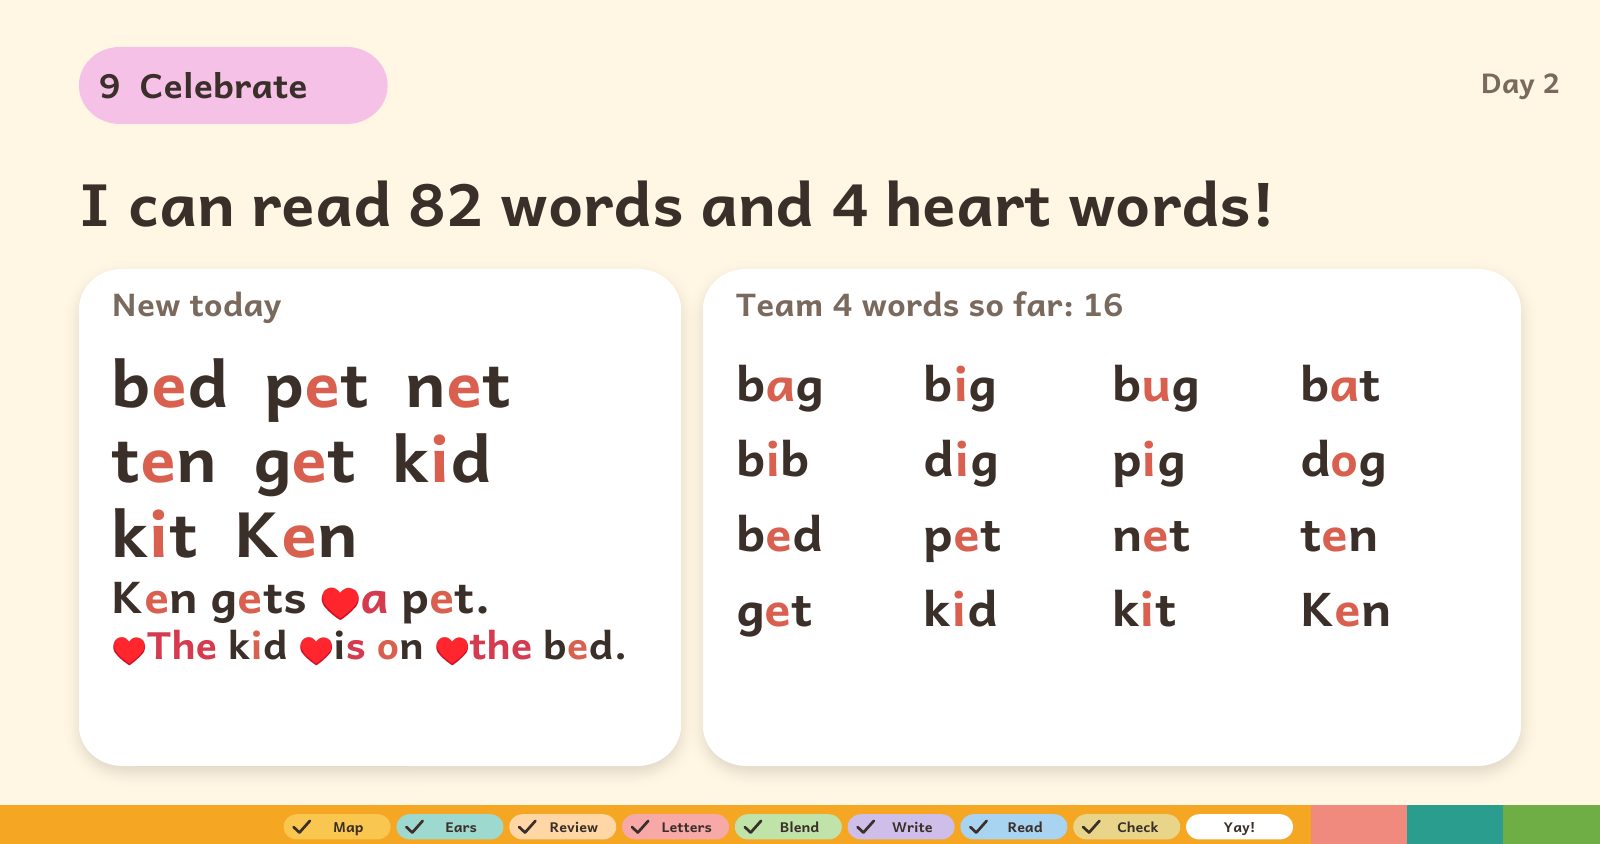 9 Celebrate
Day 2
I can read 82 words and 4 heart words!
New today
bed pet net
ten get kid
kit Ken
Ken gets ❤️a pet.
❤️The kid ❤️is on ❤️the bed.
Team 4 words so far: 16
bag big bug bat
bib dig pig dog
bed pet net ten
get kid kit Ken
✓ Map ✓ Ears ✓ Review ✓ Letters ✓ Blend ✓ Write ✓ Read ✓ Check Yay!